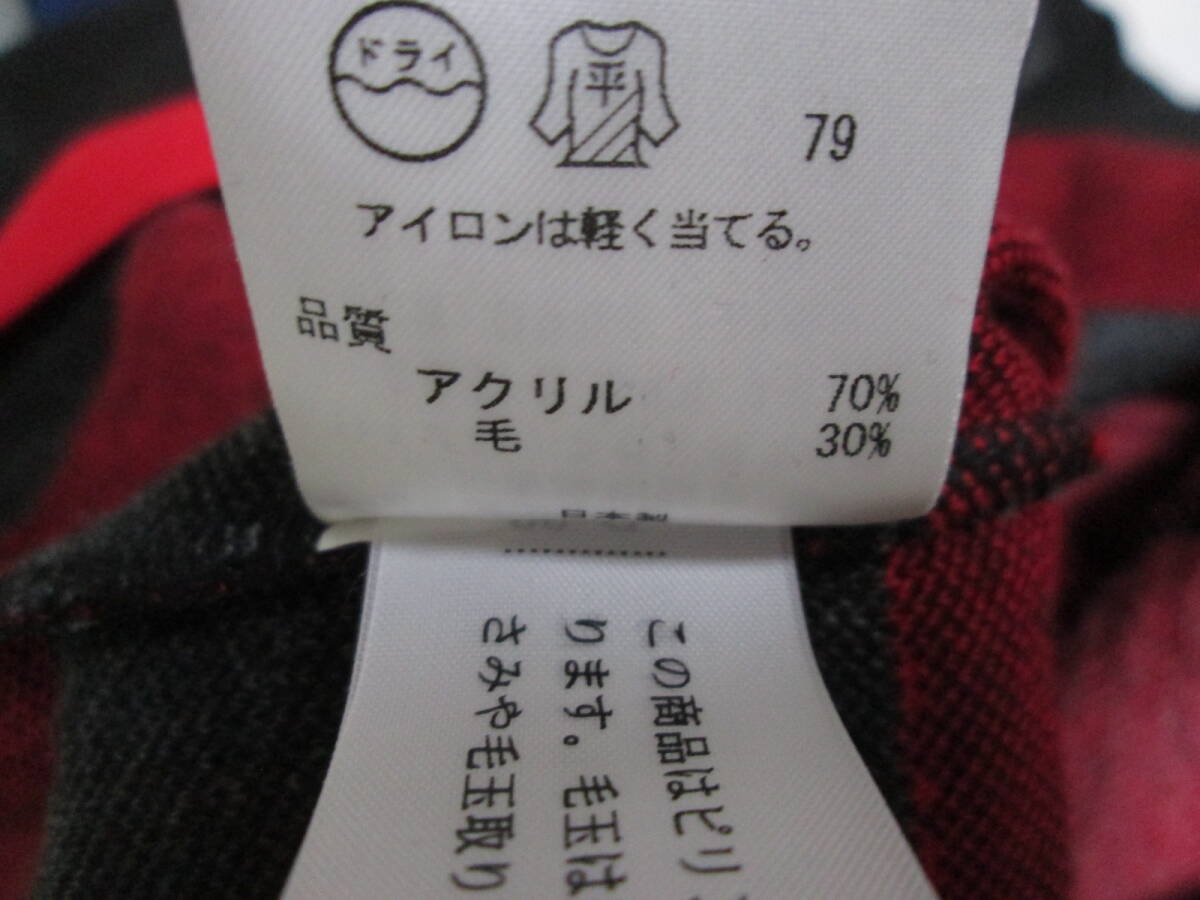 ドライ
平
79
アイロンは軽く当てる。
品質
アクリル 70%
毛 30%
この商品はピリ
ります。毛玉は
さみや毛玉取り